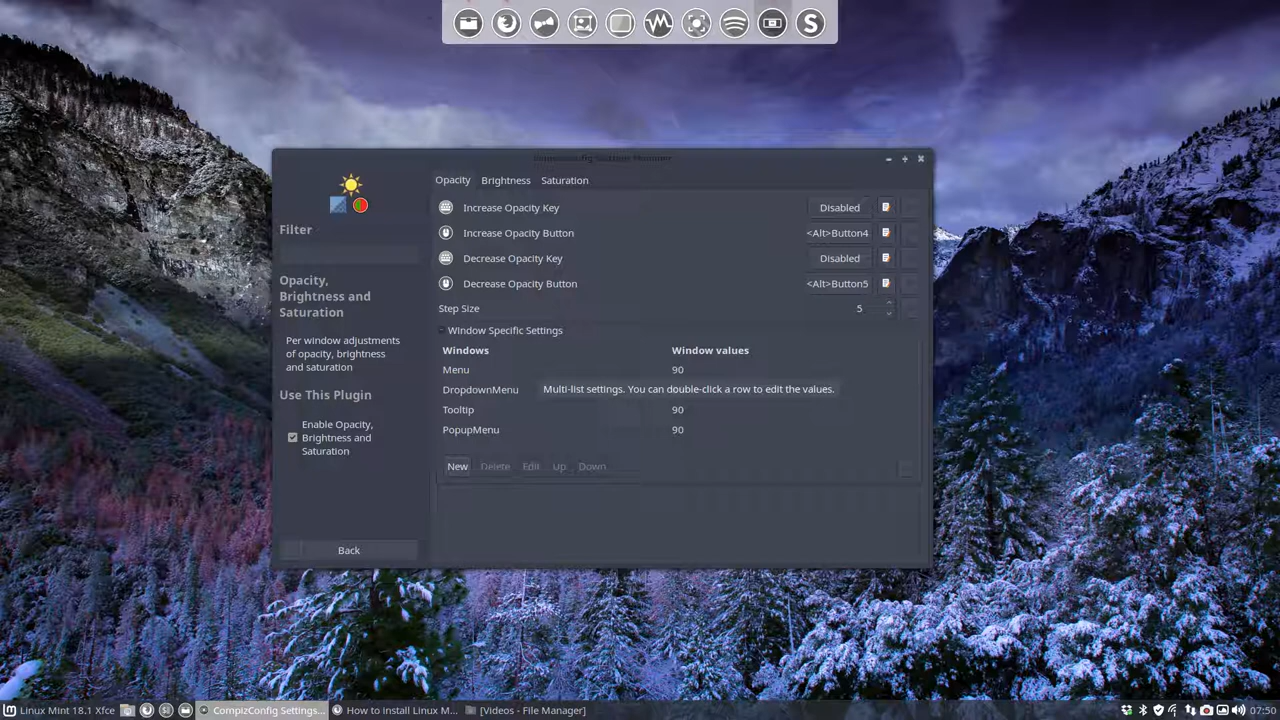 S
CompizConfig Settings Manager
Opacity Brightness Saturation
Filter
Opacity,
Brightness and
Saturation
Per window adjustments
of opacity, brightness
and saturation
Use This Plugin
Enable Opacity,
Brightness and
Saturation
Back
Increase Opacity Key Disabled
Increase Opacity Button <Alt>Button4
Decrease Opacity Key Disabled
Decrease Opacity Button <Alt>Button5
Step Size 5
Window Specific Settings
Windows Window values
Menu 90
DropdownMenu
Multi-list settings. You can double-click a row to edit the values.
Tooltip 90
PopupMenu 90
New Delete Edit Up Down
Linux Mint 18.1 Xfce CompizConfig Settings... How to Install Linux M... [Videos - File Manager] 07:50